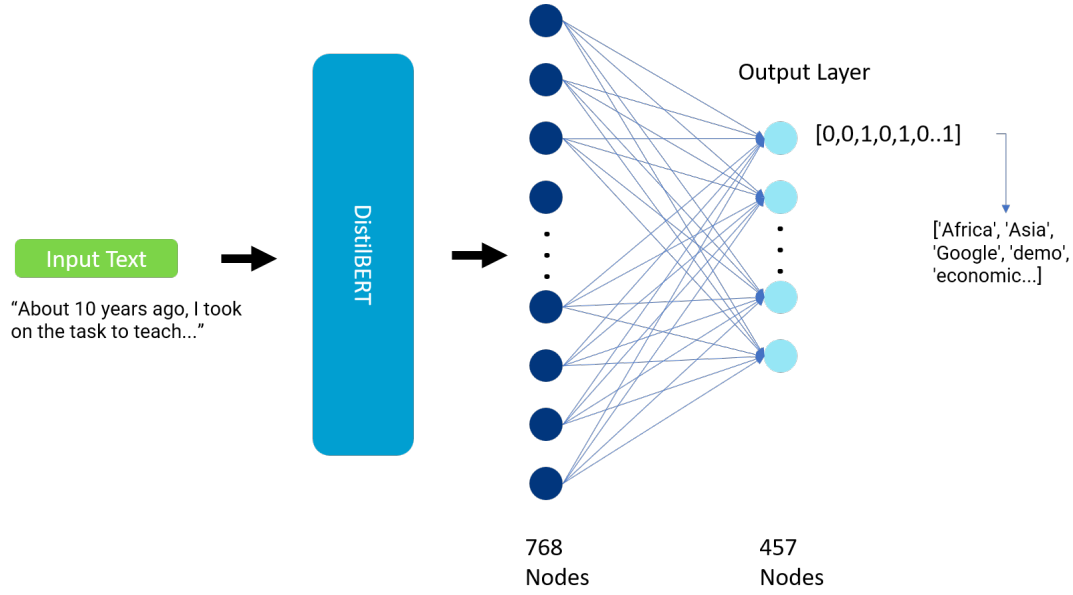 Output Layer
[0,0,1,0,1,0..1]
DistilBERT
['Africa', 'Asia',
'Google', 'demo',
'economic...]
Input Text
“About 10 years ago, I took
on the task to teach...”
768
Nodes
457
Nodes